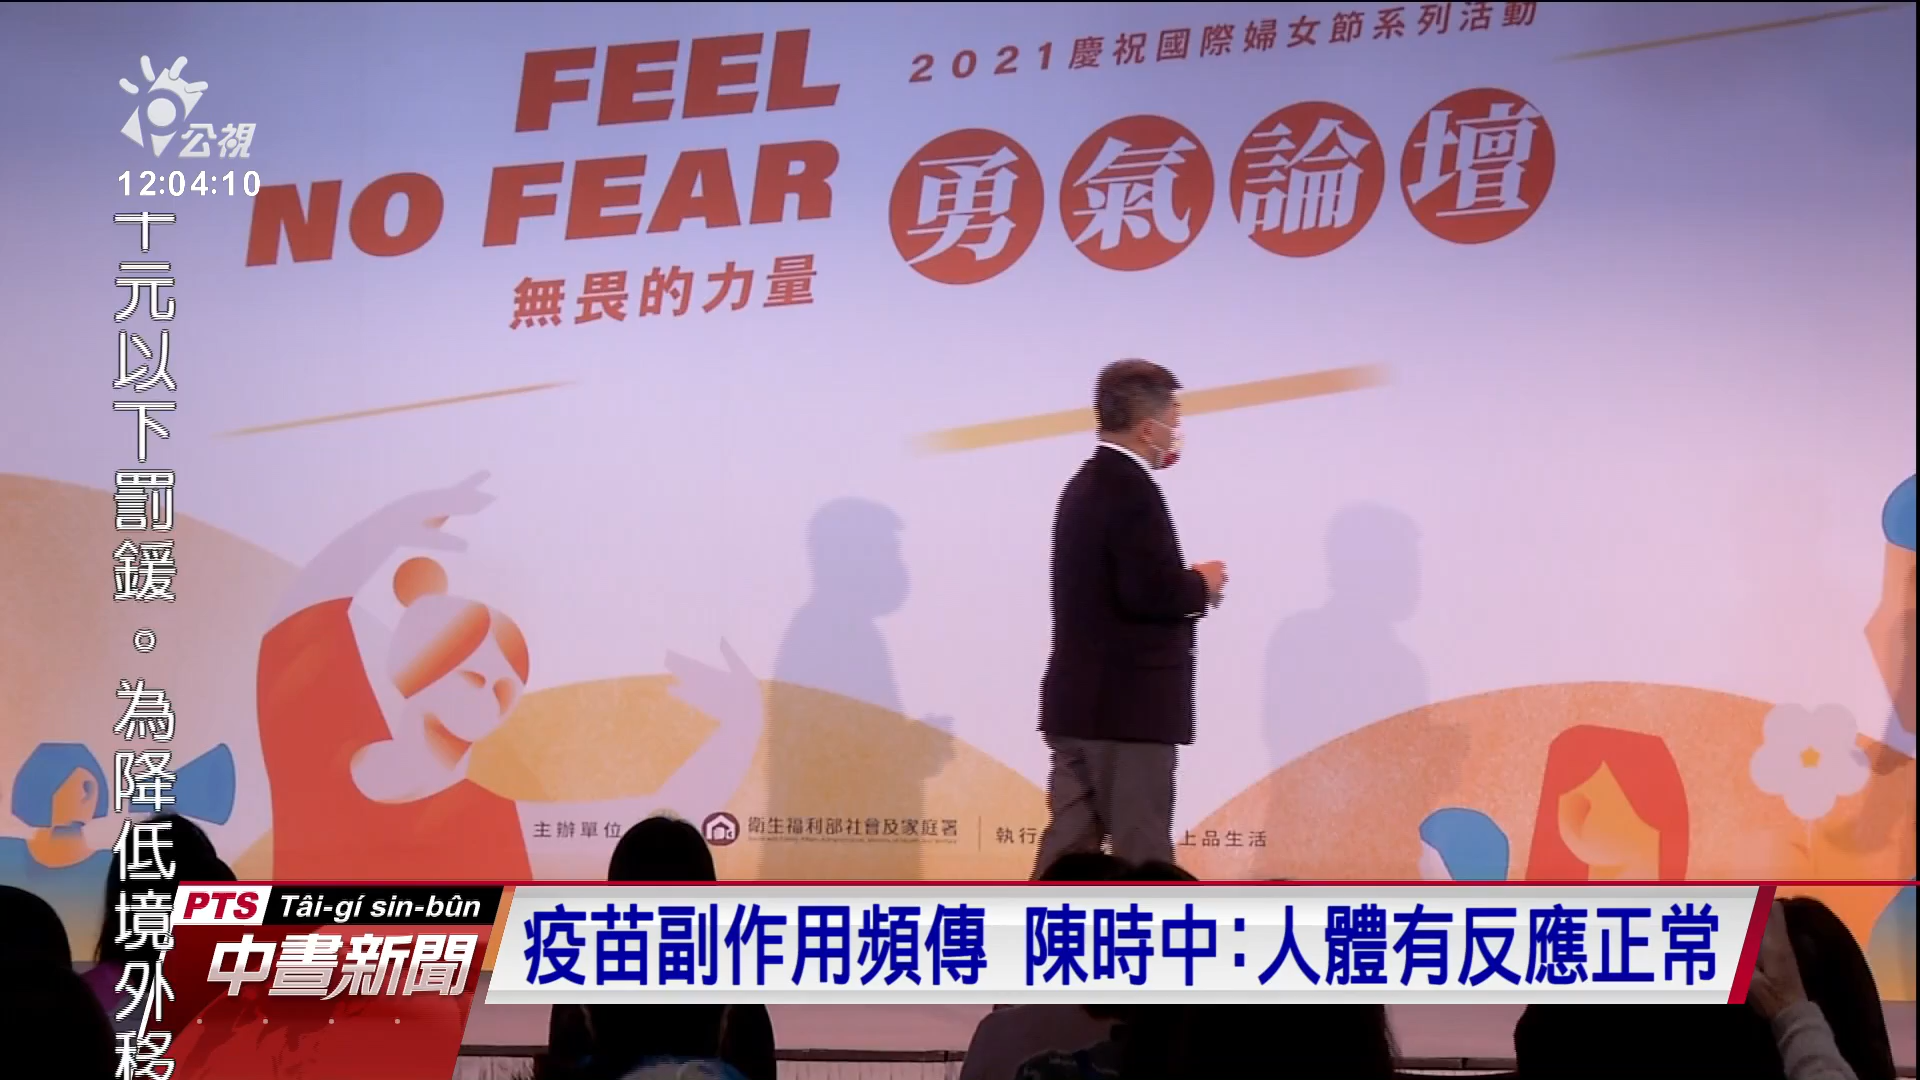 公視
12:04:10
十元以下罰鍰。為降低境外移
FEEL
NO FEAR
無畏的力量
2021慶祝國際婦女節系列活動
勇氣論壇
主辦單位
衛生福利部社會及家庭署
執行
上品生活
PTS Tâi-gí sin-bûn
中晝新聞
疫苗副作用頻傳 陳時中:人體有反應正常